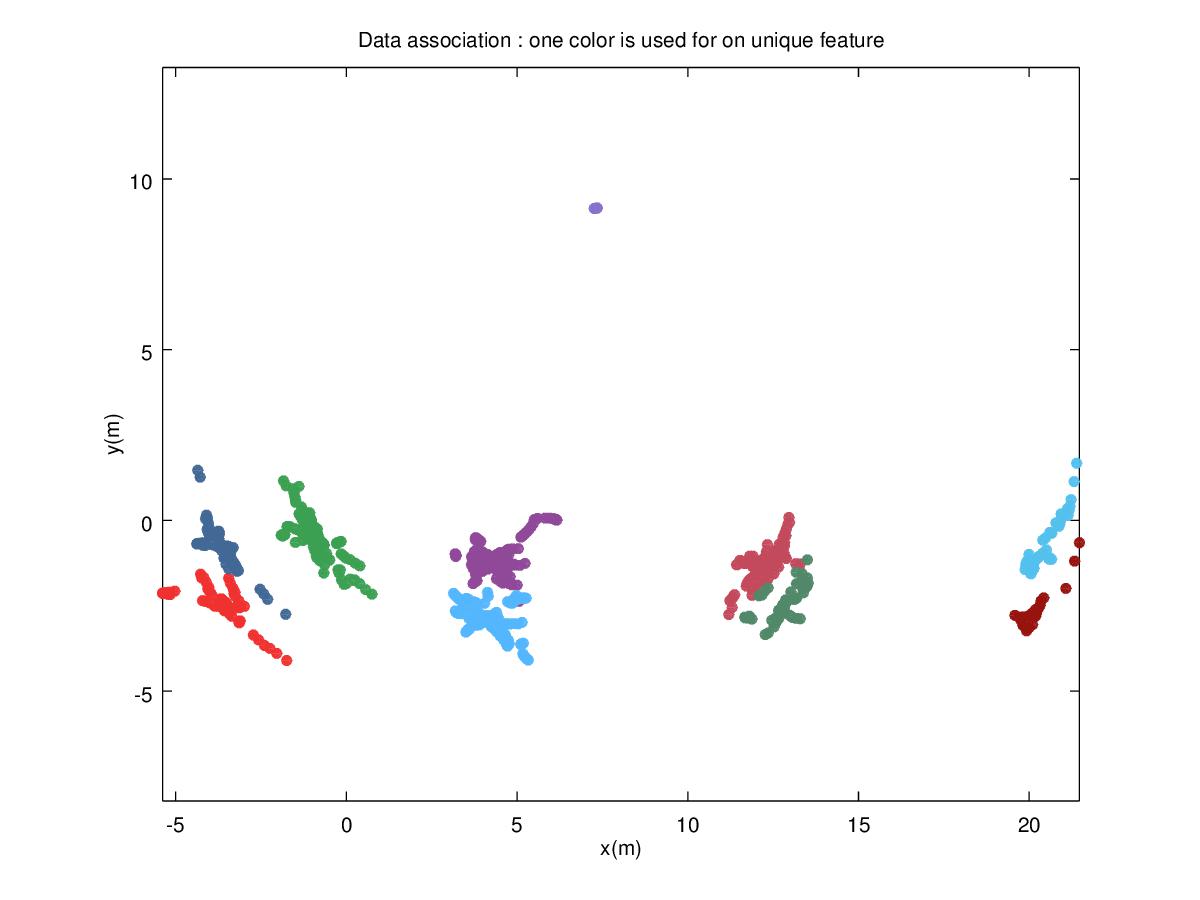 Data association : one color is used for on unique feature
10
5
0
-5
y(m)
-5 0 5 10 15 20
x(m)